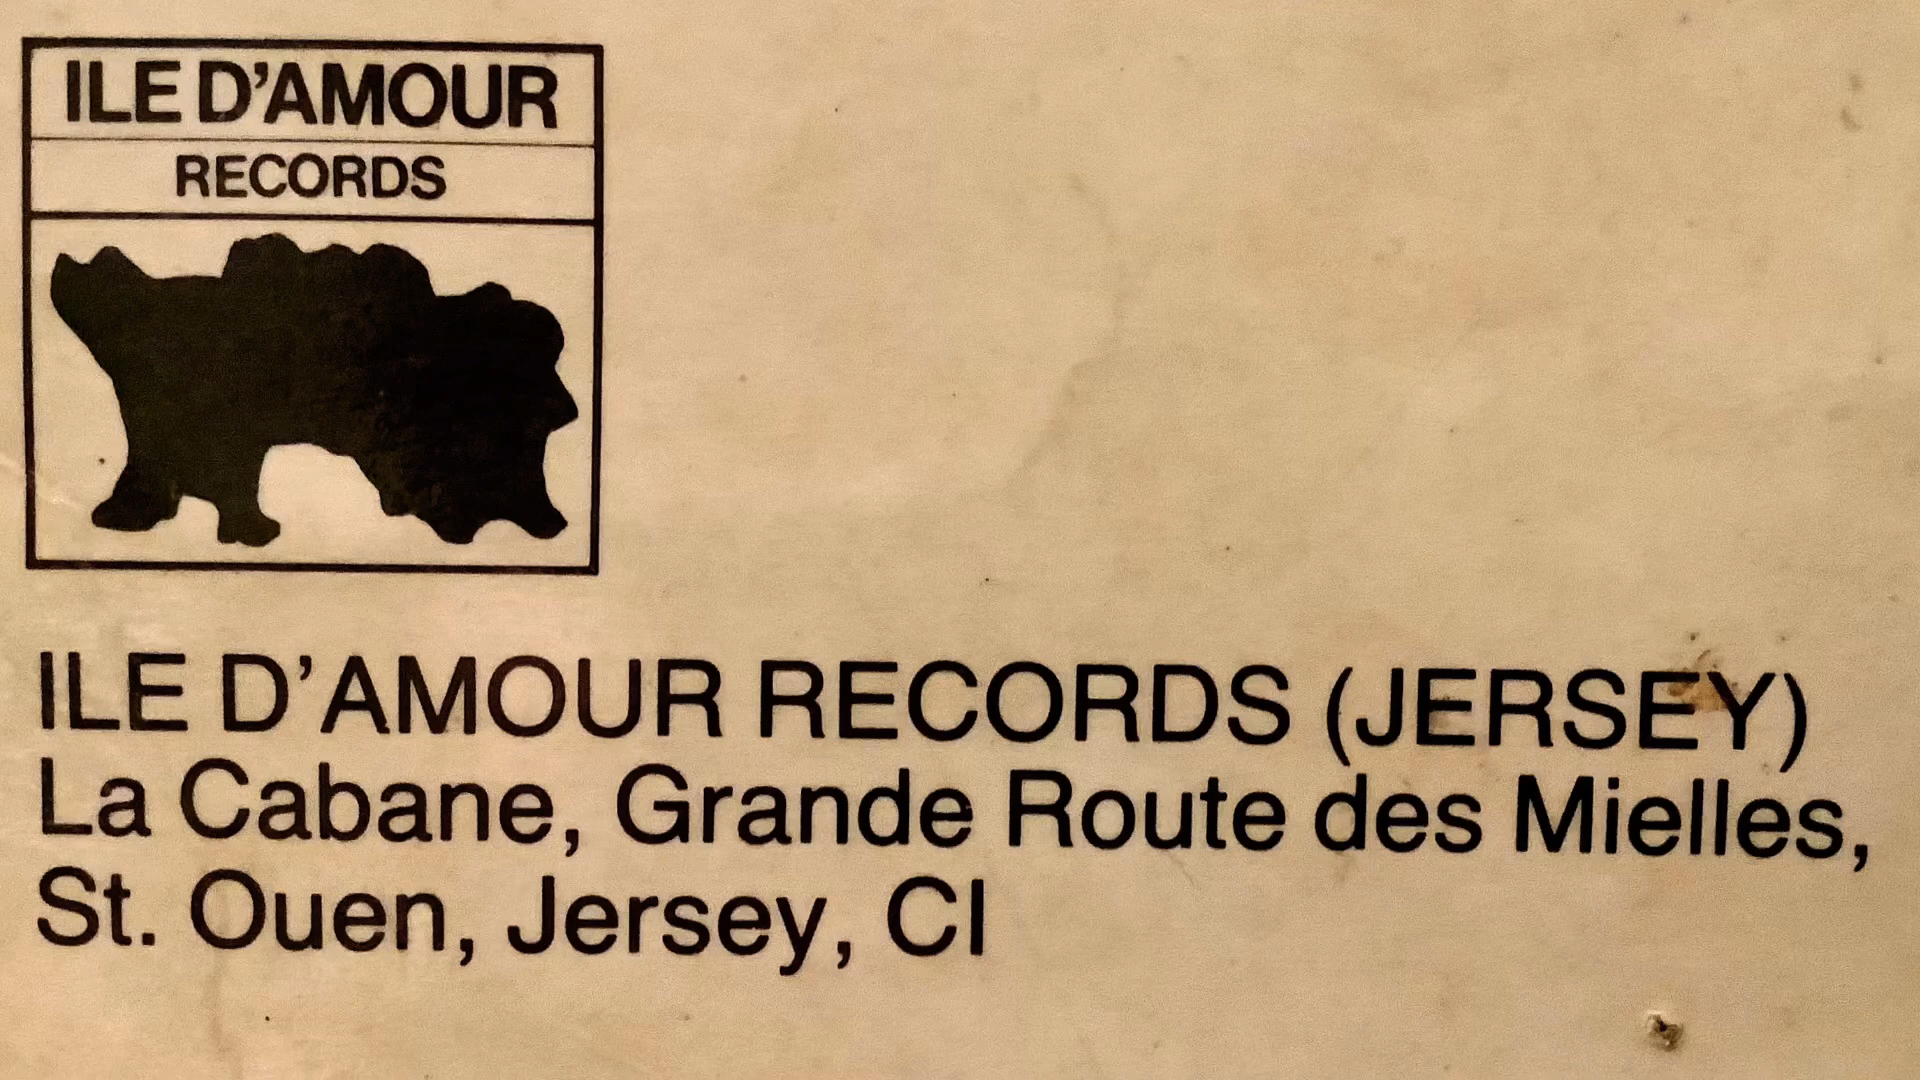 ILE D'AMOUR
RECORDS
ILE D'AMOUR RECORDS (JERSEY)
La Cabane, Grande Route des Mielles,
St. Ouen, Jersey, CI